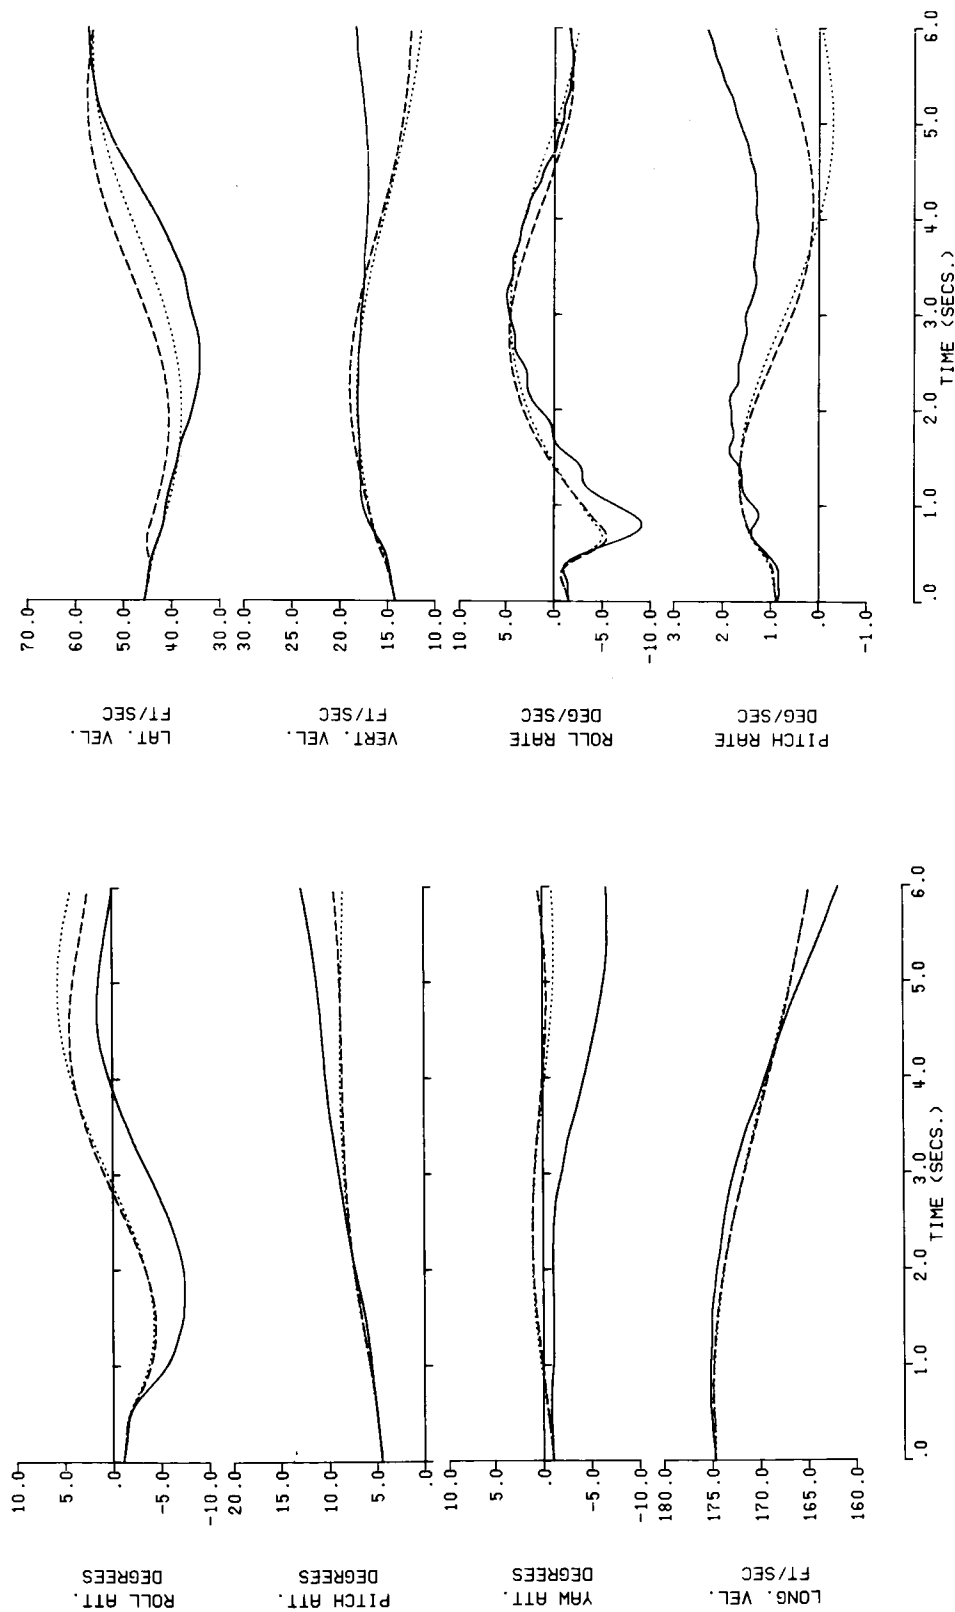 ROLL ATT.
DEGREES
10.0
5.0
.0
-5.0
-10.0
PITCH ATT.
DEGREES
20.0
15.0
10.0
5.0
.0
YAW ATT.
DEGREES
10.0
5.0
.0
-5.0
-10.0
LONG. VEL.
FT/SEC
180.0
175.0
170.0
165.0
160.0
.0 1.0 2.0 3.0 4.0 5.0 6.0
TIME (SECS.)
LAT. VEL.
FT/SEC
70.0
60.0
50.0
40.0
30.0
VERT. VEL.
FT/SEC
30.0
25.0
20.0
15.0
10.0
ROLL RATE
DEG/SEC
10.0
5.0
.0
-5.0
-10.0
PITCH RATE
DEG/SEC
3.0
2.0
1.0
.0
-1.0
.0 1.0 2.0 3.0 4.0 5.0 6.0
TIME (SECS.)